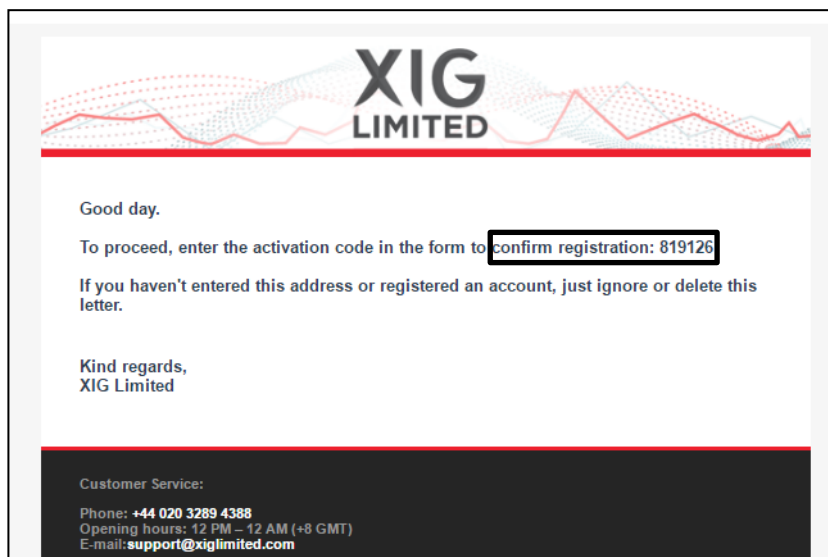 XIG
LIMITED
Good day.
To proceed, enter the activation code in the form to confirm registration: 819126
If you haven't entered this address or registered an account, just ignore or delete this
letter.
Kind regards,
XIG Limited
Customer Service:
Phone: +44 020 3289 4388
Opening hours: 12 PM – 12 AM (+8 GMT)
E-mail:support@xiglimited.com